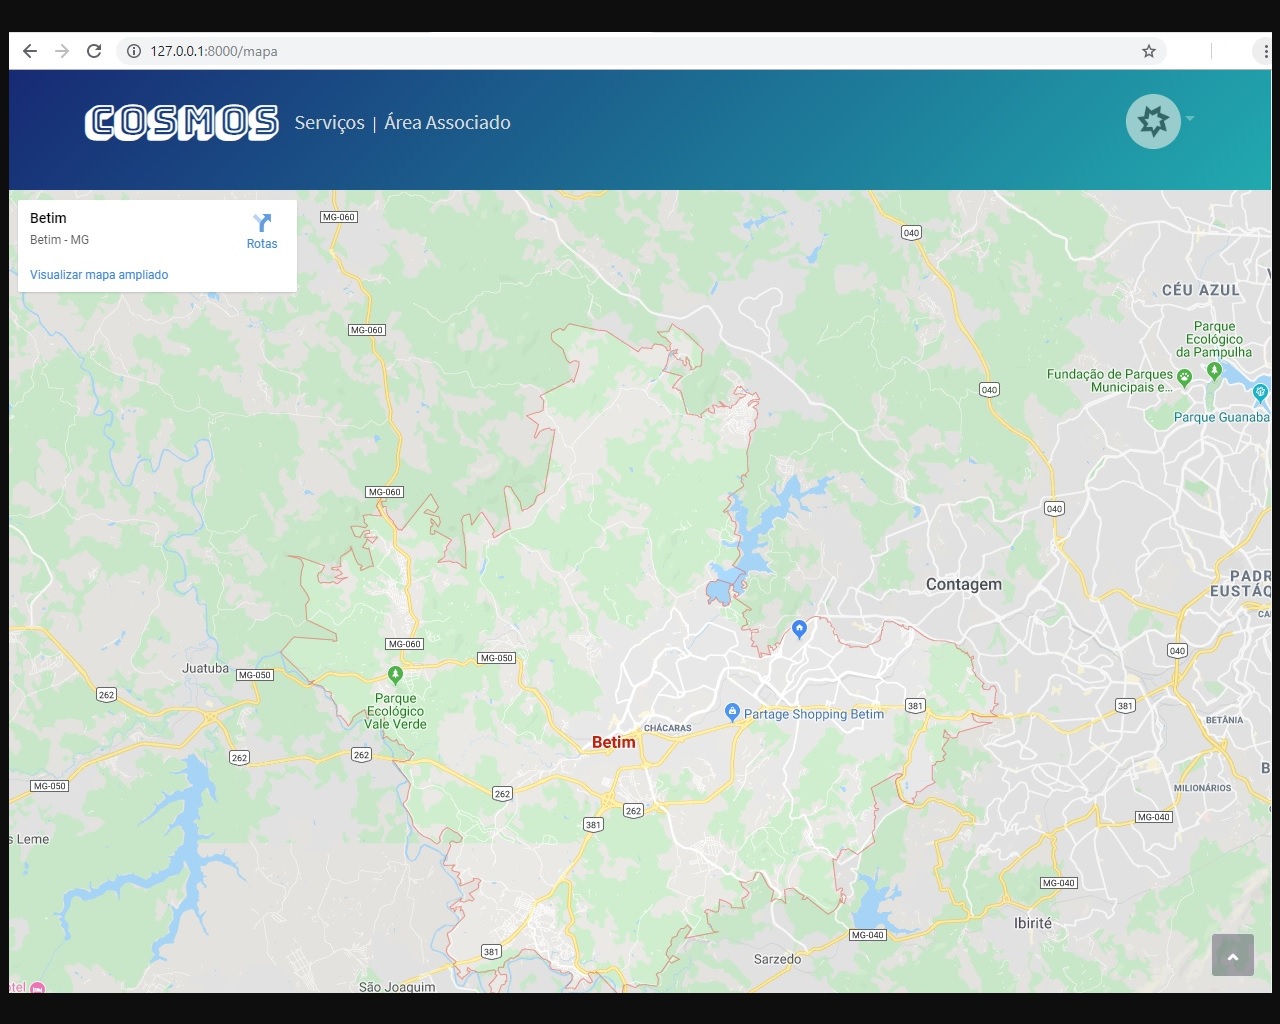 127.0.0.1:8000/mapa
COSMOS
Serviços | Área Associado
Betim
Betim - MG
Rotas
Visualizar mapa ampliado
MG-060
040
CÉU AZUL
MG-060
Parque
Ecológico
da Pampulha
Fundação de Parques
Municipais e...
040
Parque Guanaba
MG-060
040
PADR
EUSTÁQ
Contagem
CA
MG-060
MG-050
040
Juatuba
MG-050
262
Parque
Ecológico
Vale Verde
381
381
Partage Shopping Betim
CHÁCARAS
BETÂNIA
Betim
262
262
MG-050
B
MILIONÁRIOS
262
262
MG-040
381
s Leme
MG-040
Ibirité
MG-040
381
Sarzedo
tel
São Joaquim